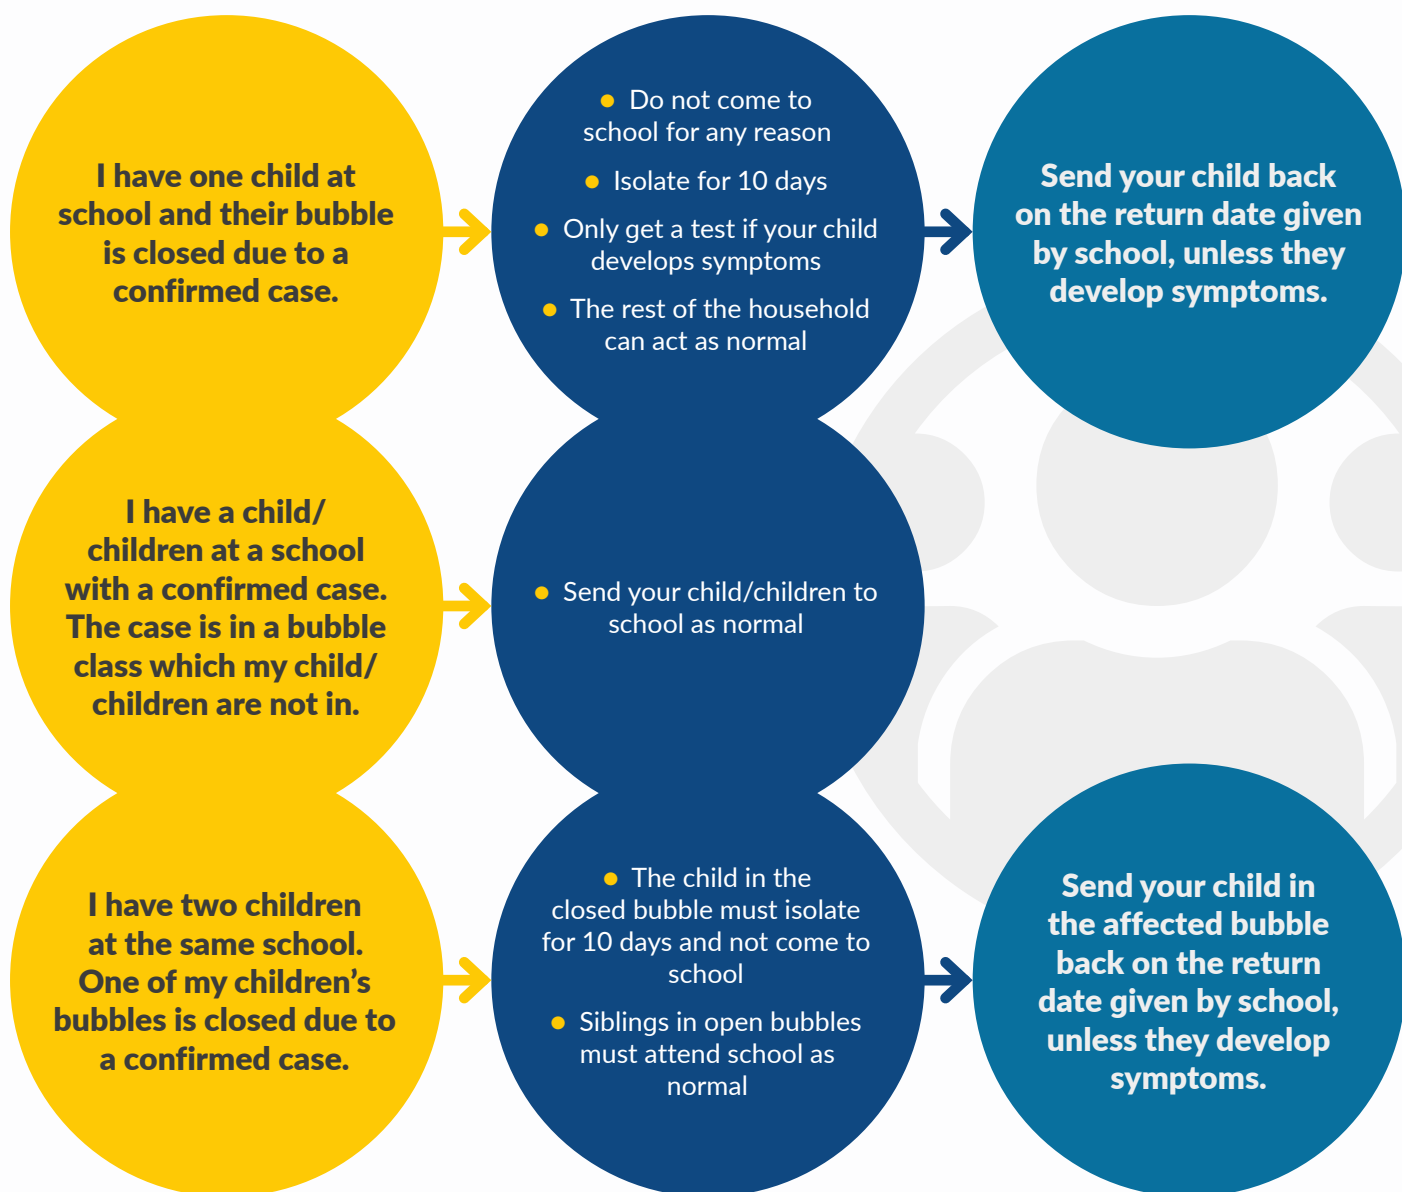 I have one child at
school and their bubble
is closed due to a
confirmed case.
● Do not come to
school for any reason
● Isolate for 10 days
● Only get a test if your child
develops symptoms
● The rest of the household
can act as normal
Send your child back
on the return date given
by school, unless they
develop symptoms.
I have a child/
children at a school
with a confirmed case.
The case is in a bubble
class which my child/
children are not in.
● Send your child/children to
school as normal
I have two children
at the same school.
One of my children’s
bubbles is closed due to
a confirmed case.
● The child in the
closed bubble must isolate
for 10 days and not come to
school
● Siblings in open bubbles
must attend school as
normal
Send your child in
the affected bubble
back on the return
date given by school,
unless they develop
symptoms.